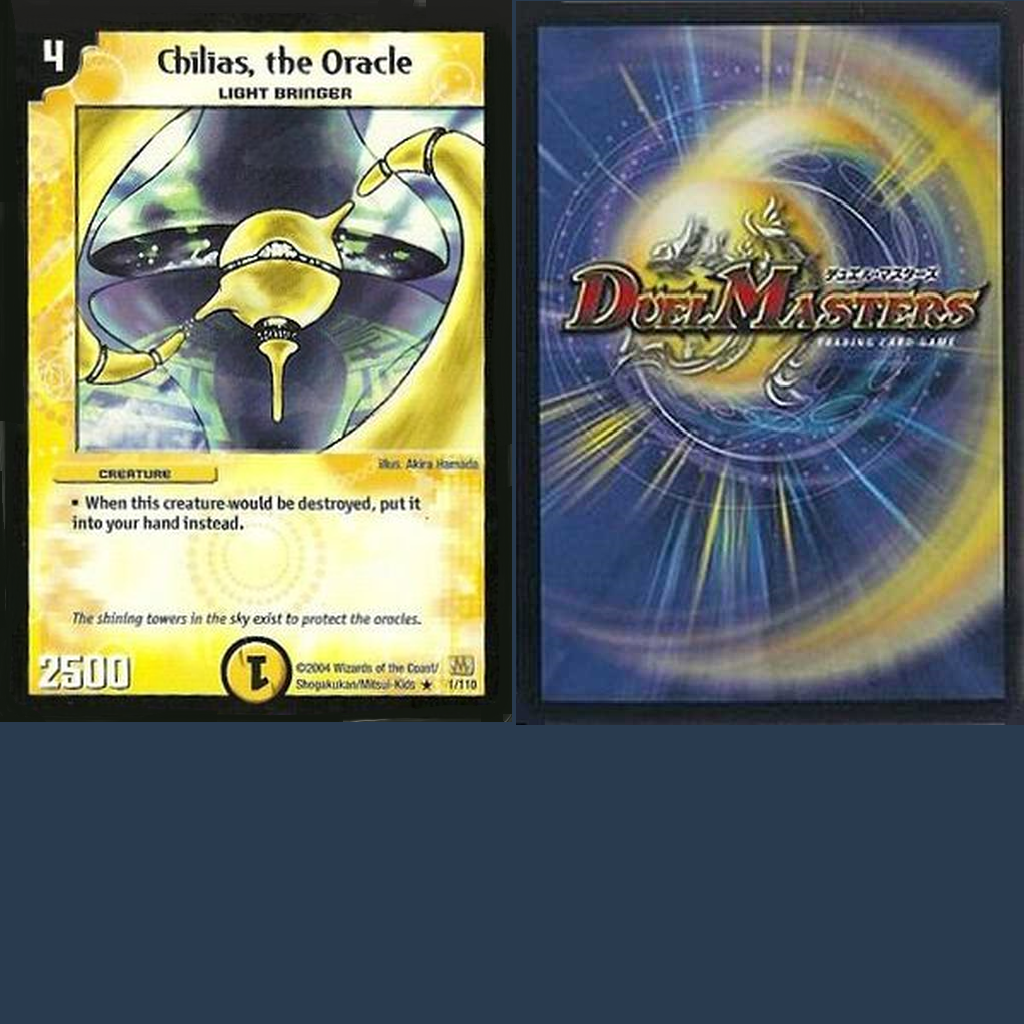 4
Chilias, the Oracle
LIGHT BRINGER
illus. Akira Hamada
CREATURE
▪ When this creature would be destroyed, put it
into your hand instead.
The shining towers in the sky exist to protect the oracles.
2500
1
©2004 Wizards of the Coast/
Shogakukan/Mitsui-Kids ★ 1/110
デュエル・マスターズ
DUEL MASTERS
TRADING CARD GAME